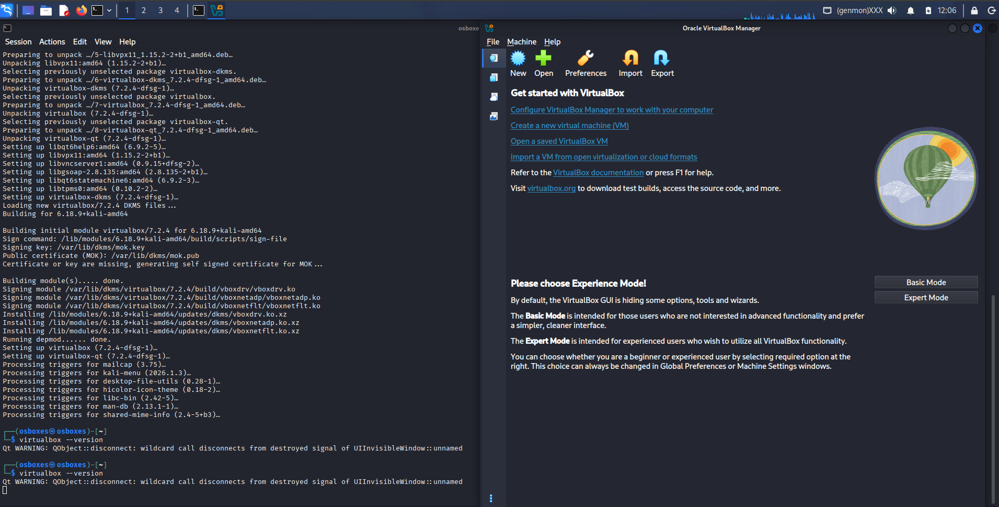 1 2 3 4
(genmon)XXX 12:06
osboxe
Session Actions Edit View Help
Preparing to unpack …/5-libvpx11_1.15.2-2+b1_amd64.deb…
Unpacking libvpx11:amd64 (1.15.2-2+b1)…
Selecting previously unselected package virtualbox-dkms.
Preparing to unpack …/6-virtualbox-dkms_7.2.4-dfsg-1_amd64.deb…
Unpacking virtualbox-dkms (7.2.4-dfsg-1)…
Selecting previously unselected package virtualbox.
Preparing to unpack …/7-virtualbox_7.2.4-dfsg-1_amd64.deb…
Unpacking virtualbox (7.2.4-dfsg-1)…
Selecting previously unselected package virtualbox-qt.
Preparing to unpack …/8-virtualbox-qt_7.2.4-dfsg-1_amd64.deb…
Unpacking virtualbox-qt (7.2.4-dfsg-1)…
Setting up libqt6help6:amd64 (6.9.2-5)…
Setting up libvpx11:amd64 (1.15.2-2+b1)…
Setting up libvncserver1:amd64 (0.9.15+dfsg-2)…
Setting up libgsoap-2.8.135:amd64 (2.8.135-2+b1)…
Setting up libqt6statemachine6:amd64 (6.9.2-3)…
Setting up libtpms0:amd64 (0.10.2-2)…
Setting up virtualbox-dkms (7.2.4-dfsg-1)…
Loading new virtualbox/7.2.4 DKMS files...
Building for 6.18.9+kali-amd64
Building initial module virtualbox/7.2.4 for 6.18.9+kali-amd64
Sign command: /lib/modules/6.18.9+kali-amd64/build/scripts/sign-file
Signing key: /var/lib/dkms/mok.key
Public certificate (MOK): /var/lib/dkms/mok.pub
Certificate or key are missing, generating self signed certificate for MOK...
Building module(s)..... done.
Signing module /var/lib/dkms/virtualbox/7.2.4/build/vboxdrv/vboxdrv.ko
Signing module /var/lib/dkms/virtualbox/7.2.4/build/vboxnetadp/vboxnetadp.ko
Signing module /var/lib/dkms/virtualbox/7.2.4/build/vboxnetflt/vboxnetflt.ko
Installing /lib/modules/6.18.9+kali-amd64/updates/dkms/vboxdrv.ko.xz
Installing /lib/modules/6.18.9+kali-amd64/updates/dkms/vboxnetadp.ko.xz
Installing /lib/modules/6.18.9+kali-amd64/updates/dkms/vboxnetflt.ko.xz
Running depmod...... done.
Setting up virtualbox (7.2.4-dfsg-1)…
Setting up virtualbox-qt (7.2.4-dfsg-1)…
Processing triggers for mailcap (3.75)…
Processing triggers for kali-menu (2026.1.3)…
Processing triggers for desktop-file-utils (0.28-1)…
Processing triggers for hicolor-icon-theme (0.18-2)…
Processing triggers for libc-bin (2.42-5)…
Processing triggers for man-db (2.13.1-1)…
Processing triggers for shared-mime-info (2.4-5+b3)…
┌──(osboxes㉿osboxes)-[~]
└─$ virtualbox --version
Qt WARNING: QObject::disconnect: wildcard call disconnects from destroyed signal of UIInvisibleWindow::unnamed
┌──(osboxes㉿osboxes)-[~]
└─$ virtualbox --version
Qt WARNING: QObject::disconnect: wildcard call disconnects from destroyed signal of UIInvisibleWindow::unnamed
Oracle VirtualBox Manager
File Machine Help
New Open Preferences Import Export
Get started with VirtualBox
Configure VirtualBox Manager to work with your computer
Create a new virtual machine (VM)
Open a saved VirtualBox VM
Import a VM from open virtualization or cloud formats
Refer to the VirtualBox documentation or press F1 for help.
Visit virtualbox.org to download test builds, access the source code, and more.
Please choose Experience Mode!
By default, the VirtualBox GUI is hiding some options, tools and wizards.
The Basic Mode is intended for those users who are not interested in advanced functionality and prefer
a simpler, cleaner interface.
The Expert Mode is intended for experienced users who wish to utilize all VirtualBox functionality.
You can choose whether you are a beginner or experienced user by selecting required option at the
right. This choice can always be changed in Global Preferences or Machine Settings windows.
Basic Mode
Expert Mode